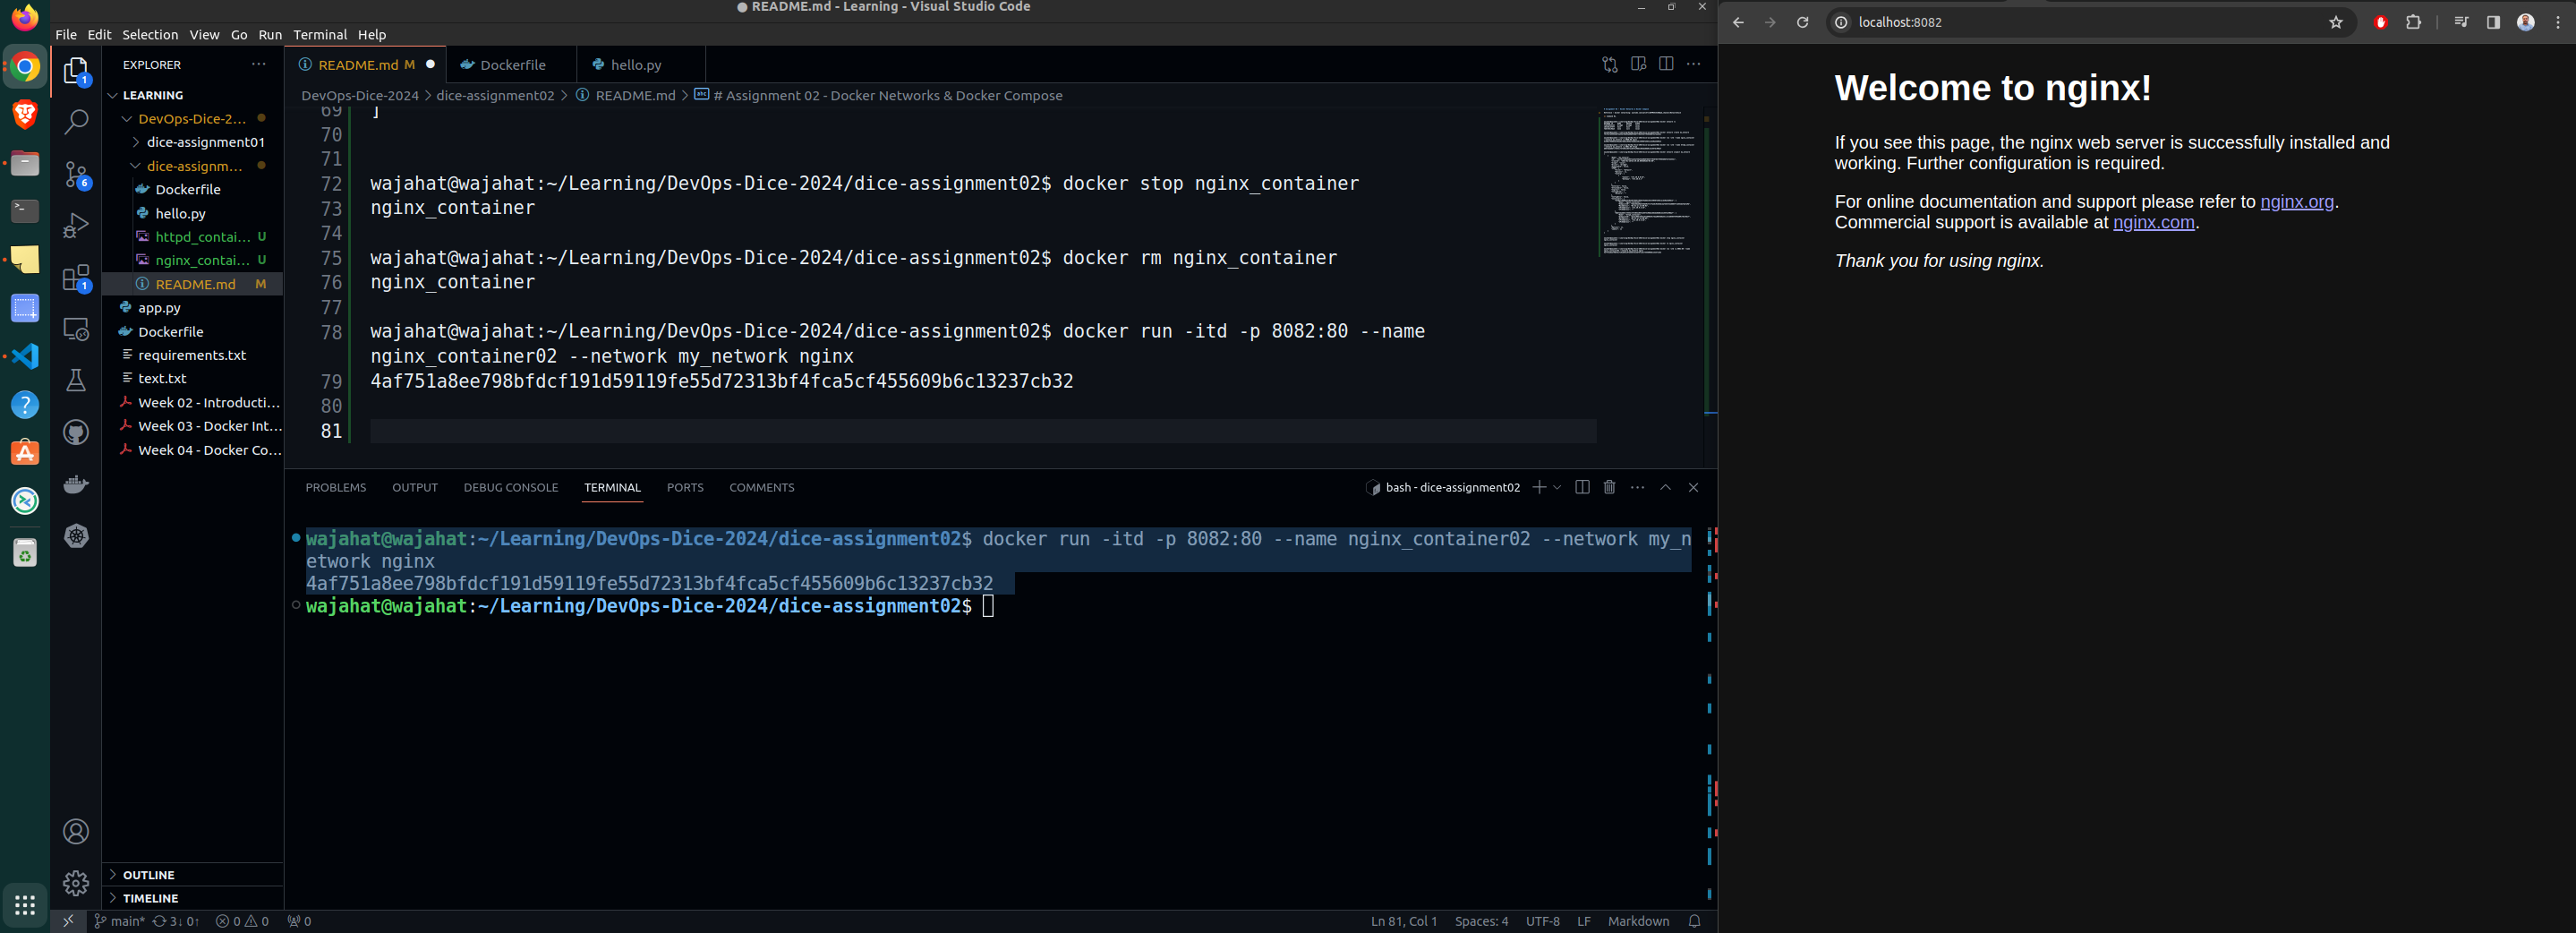 README.md - Learning - Visual Studio Code
File Edit Selection View Go Run Terminal Help
EXPLORER
LEARNING
DevOps-Dice-2...
dice-assignment01
dice-assignm...
Dockerfile
hello.py
httpd_contai... U
nginx_contai... U
README.md M
app.py
Dockerfile
requirements.txt
text.txt
Week 02 - Introducti...
Week 03 - Docker Int...
Week 04 - Docker Co...
OUTLINE
TIMELINE
1
6
1
README.md M
Dockerfile
hello.py
DevOps-Dice-2024 > dice-assignment02 > README.md > # Assignment 02 - Docker Networks & Docker Compose
69 ]
70
71
72 wajahat@wajahat:~/Learning/DevOps-Dice-2024/dice-assignment02$ docker stop nginx_container
73 nginx_container
74
75 wajahat@wajahat:~/Learning/DevOps-Dice-2024/dice-assignment02$ docker rm nginx_container
76 nginx_container
77
78 wajahat@wajahat:~/Learning/DevOps-Dice-2024/dice-assignment02$ docker run -itd -p 8082:80 --name
nginx_container02 --network my_network nginx
79 4af751a8ee798bfdcf191d59119fe55d72313bf4fca5cf455609b6c13237cb32
80
81
PROBLEMS OUTPUT DEBUG CONSOLE TERMINAL PORTS COMMENTS
bash - dice-assignment02
wajahat@wajahat:~/Learning/DevOps-Dice-2024/dice-assignment02$ docker run -itd -p 8082:80 --name nginx_container02 --network my_n
etwork nginx
4af751a8ee798bfdcf191d59119fe55d72313bf4fca5cf455609b6c13237cb32
wajahat@wajahat:~/Learning/DevOps-Dice-2024/dice-assignment02$
main* 3↓ 0↑ 0 0 0
Ln 81, Col 1 Spaces: 4 UTF-8 LF Markdown
localhost:8082
Welcome to nginx!
If you see this page, the nginx web server is successfully installed and
working. Further configuration is required.
For online documentation and support please refer to nginx.org.
Commercial support is available at nginx.com.
Thank you for using nginx.